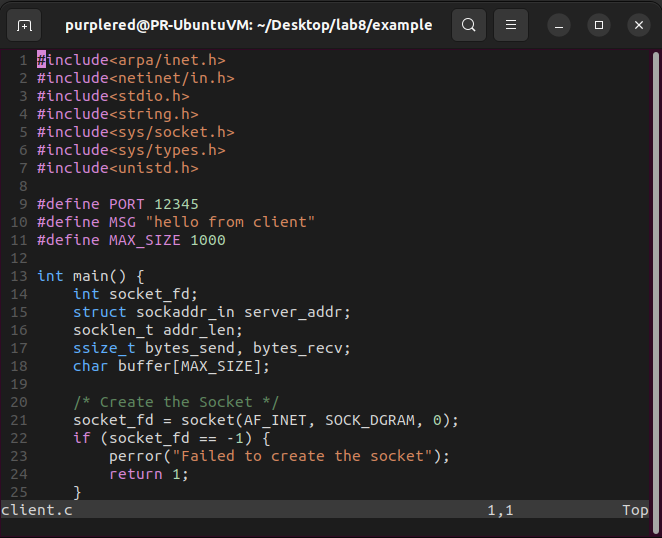 purplered@PR-UbuntuVM: ~/Desktop/lab8/example
1 #include<arpa/inet.h>
2 #include<netinet/in.h>
3 #include<stdio.h>
4 #include<string.h>
5 #include<sys/socket.h>
6 #include<sys/types.h>
7 #include<unistd.h>
8
9 #define PORT 12345
10 #define MSG "hello from client"
11 #define MAX_SIZE 1000
12
13 int main() {
14     int socket_fd;
15     struct sockaddr_in server_addr;
16     socklen_t addr_len;
17     ssize_t bytes_send, bytes_recv;
18     char buffer[MAX_SIZE];
19
20     /* Create the Socket */
21     socket_fd = socket(AF_INET, SOCK_DGRAM, 0);
22     if (socket_fd == -1) {
23         perror("Failed to create the socket");
24         return 1;
25     }
client.c 1,1 Top